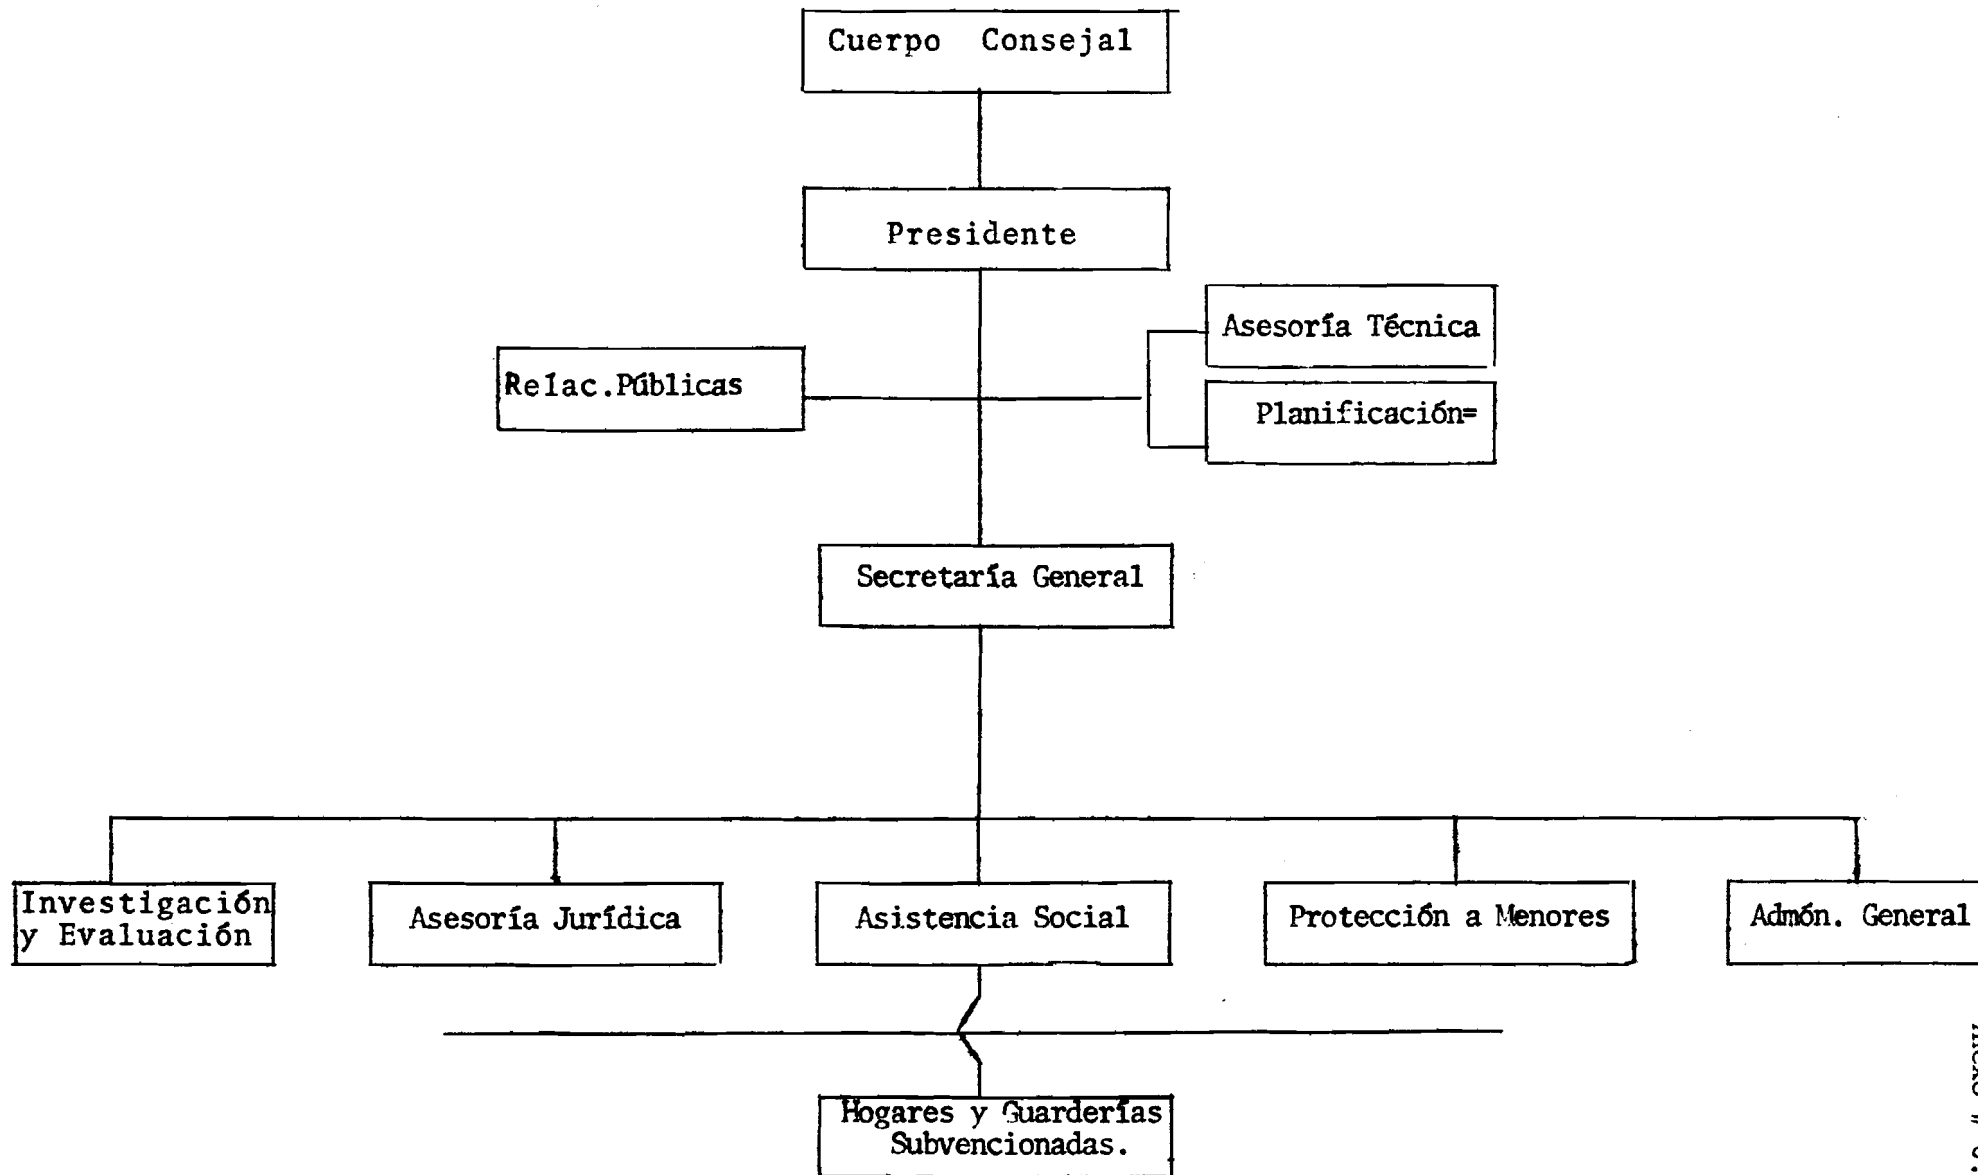 Cuerpo Consejal
Presidente
Asesoría Técnica
Relac.Públicas
Planificación=
Secretaría General
Investigación
y Evaluación
Asesoría Jurídica
Asistencia Social
Protección a Menores
Admón. General
Hogares y Guarderías
Subvencionadas.